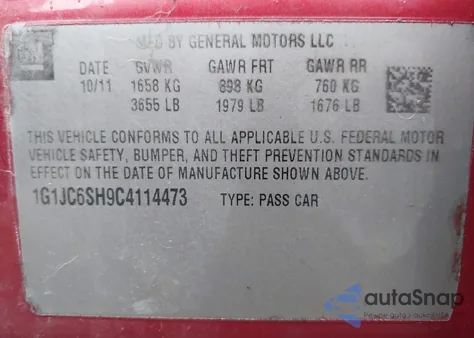 MFD BY GENERAL MOTORS LLC
DATE GVWR GAWR FRT GAWR RR
10/11 1658 KG 898 KG 760 KG
3655 LB 1979 LB 1676 LB
THIS VEHICLE CONFORMS TO ALL APPLICABLE U.S. FEDERAL MOTOR
VEHICLE SAFETY, BUMPER, AND THEFT PREVENTION STANDARDS IN
EFFECT ON THE DATE OF MANUFACTURE SHOWN ABOVE.
1G1JC6SH9C4114473 TYPE: PASS CAR
autoSnap